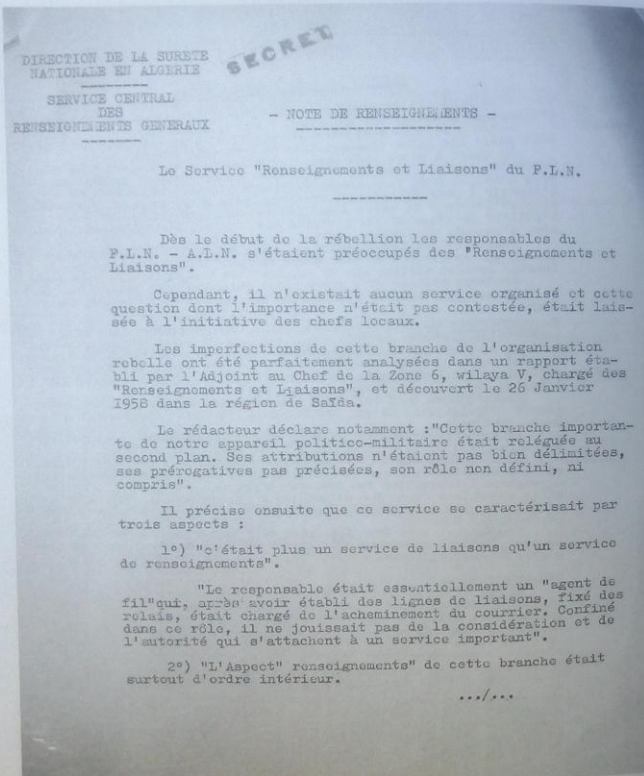 DIRECTION DE LA SURETE
NATIONALE EN ALGERIE
SECRET
SERVICE CENTRAL
DES
RENSEIGNEMENTS GENERAUX
- NOTE DE RENSEIGNEMENTS -
Le Service "Renseignements et Liaisons" du F.L.N.
Dès le début de la rébellion les responsables du
F.L.N. - A.L.N. s'étaient préoccupés des "Renseignements et
Liaisons".
Cependant, il n'existait aucun service organisé et cette
question dont l'importance n'était pas contestée, était lais-
sée à l'initiative des chefs locaux.
Les imperfections de cette branche de l'organisation
rebelle ont été parfaitement analysées dans un rapport éta-
bli par l'Adjoint au Chef de la Zone 6, wilaya V, chargé des
"Renseignements et Liaisons", et découvert le 26 Janvier
1958 dans la région de Saïda.
Le rédacteur déclare notamment :"Cette branche importan-
te de notre appareil politico-militaire était reléguée au
second plan. Ses attributions n'étaient pas bien délimitées,
ses prérogatives pas précisées, son rôle non défini, ni
compris".
Il précise ensuite que ce service se caractérisait par
trois aspects :
1°) "c'était plus un service de liaisons qu'un service
de renseignements".
"Le responsable était essentiellement un "agent de
fil"qui, après avoir établi des lignes de liaisons, fixé des
relais, était chargé de l'acheminement du courrier. Confiné
dans ce rôle, il ne jouissait pas de la considération et de
l'autorité qui s'attachent à un service important".
2°) "L'Aspect" renseignements" de cette branche était
surtout d'ordre intérieur.
.../...